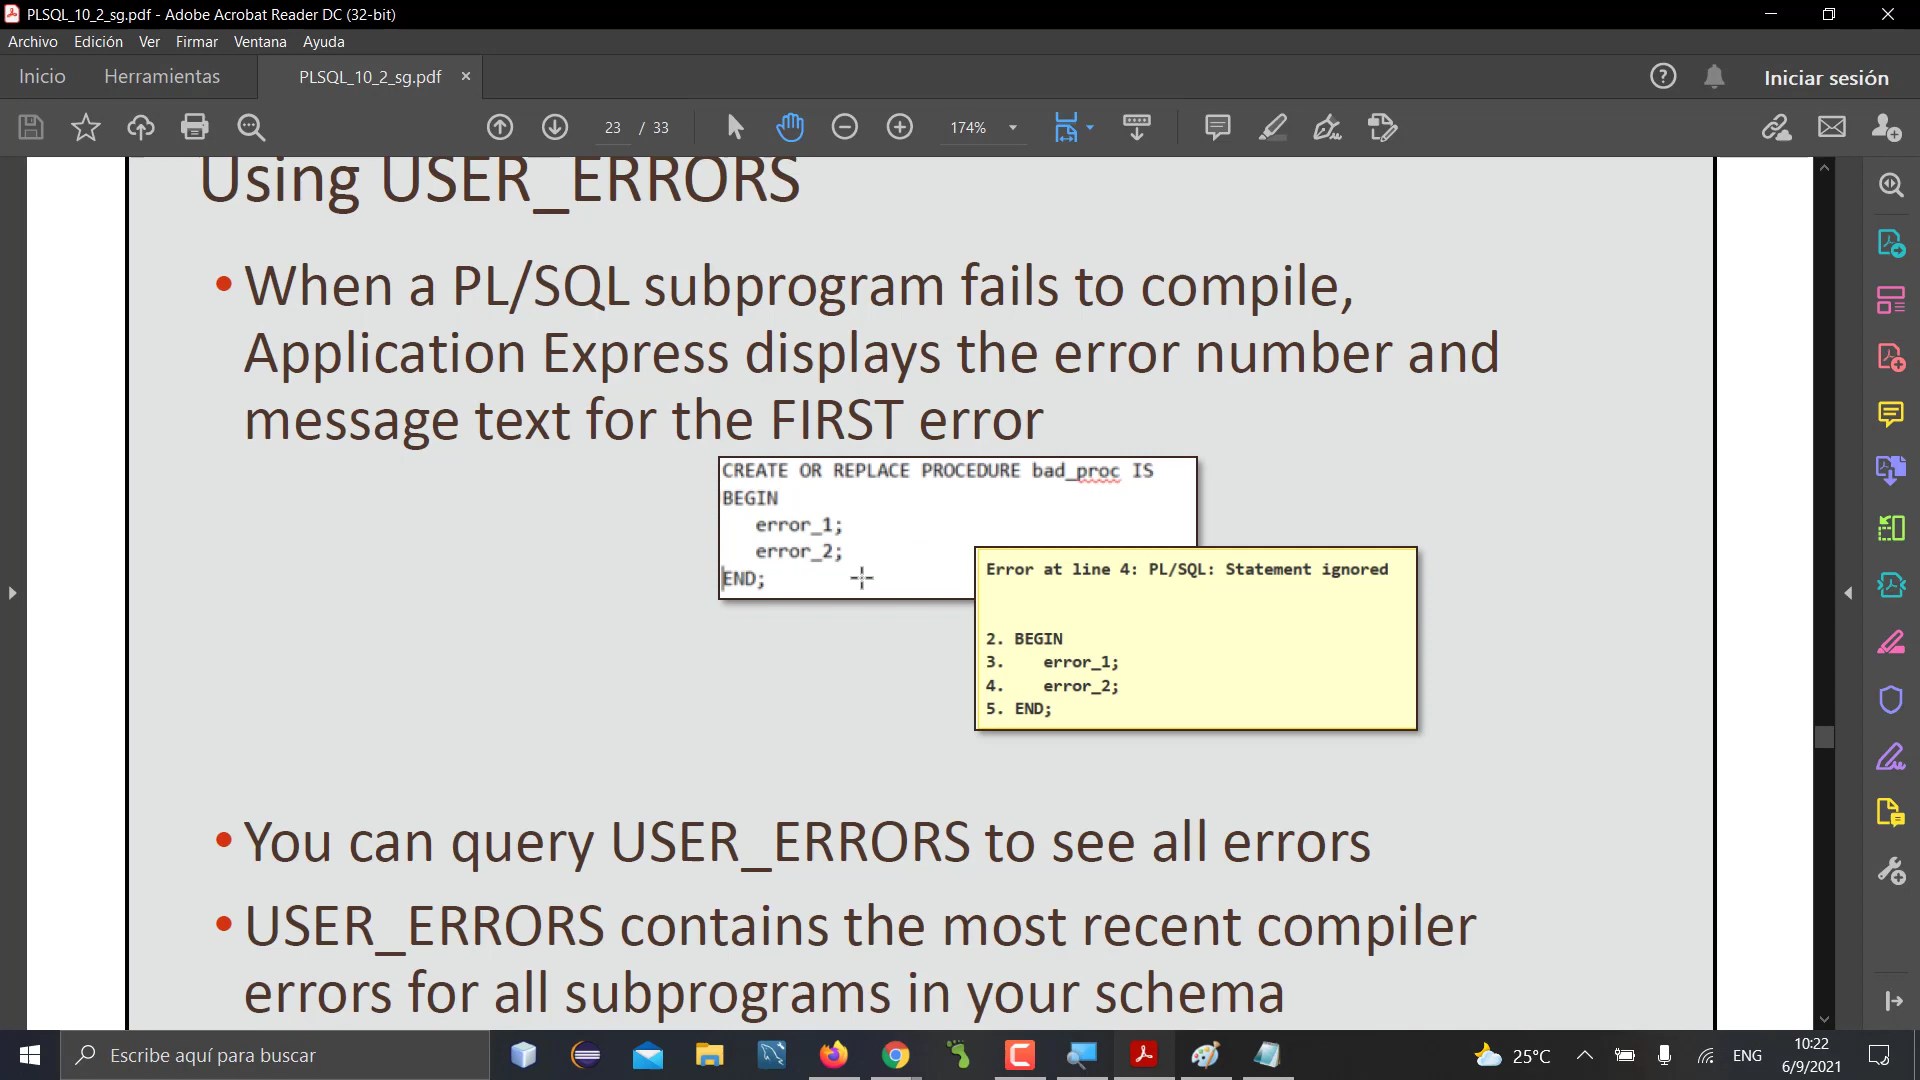 PLSQL_10_2_sg.pdf - Adobe Acrobat Reader DC (32-bit)
Archivo Edición Ver Firmar Ventana Ayuda
Inicio Herramientas PLSQL_10_2_sg.pdf × Iniciar sesión
23 / 33 174%
Using USER_ERRORS
• When a PL/SQL subprogram fails to compile,
Application Express displays the error number and
message text for the FIRST error
CREATE OR REPLACE PROCEDURE bad_proc IS
BEGIN
error_1;
error_2;
END;
Error at line 4: PL/SQL: Statement ignored
2. BEGIN
3. error_1;
4. error_2;
5. END;
• You can query USER_ERRORS to see all errors
• USER_ERRORS contains the most recent compiler
errors for all subprograms in your schema
Escribe aquí para buscar
25°C ENG
10:22
6/9/2021